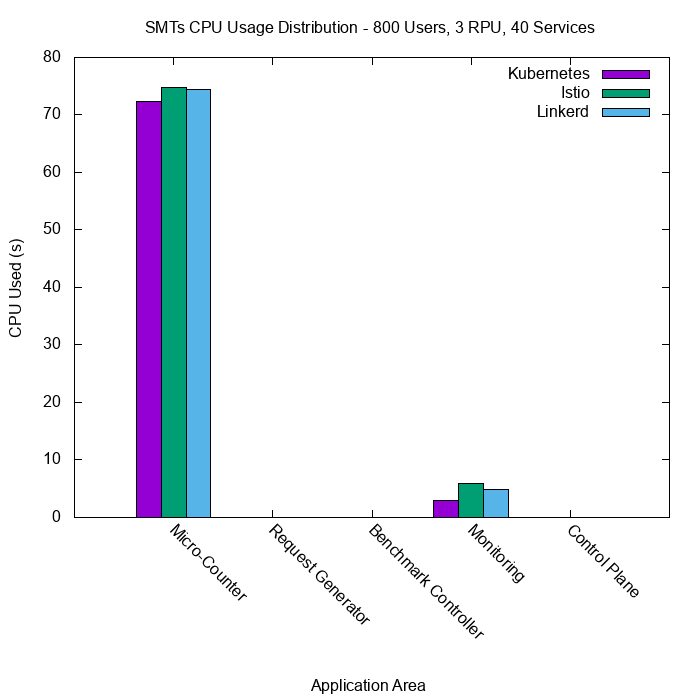 SMTs CPU Usage Distribution - 800 Users, 3 RPU, 40 Services
80
70
60
50
40
30
20
10
0
CPU Used (s)
Kubernetes
Istio
Linkerd
Micro-Counter
Request Generator
Benchmark Controller
Monitoring
Control Plane
Application Area